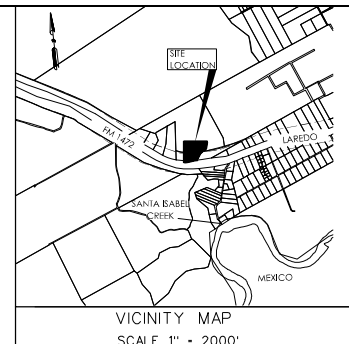 SITE
LOCATION
FM 1472
LAREDO
SANTA ISABEL
CREEK
MEXICO
VICINITY MAP
SCALE 1" = 2000'